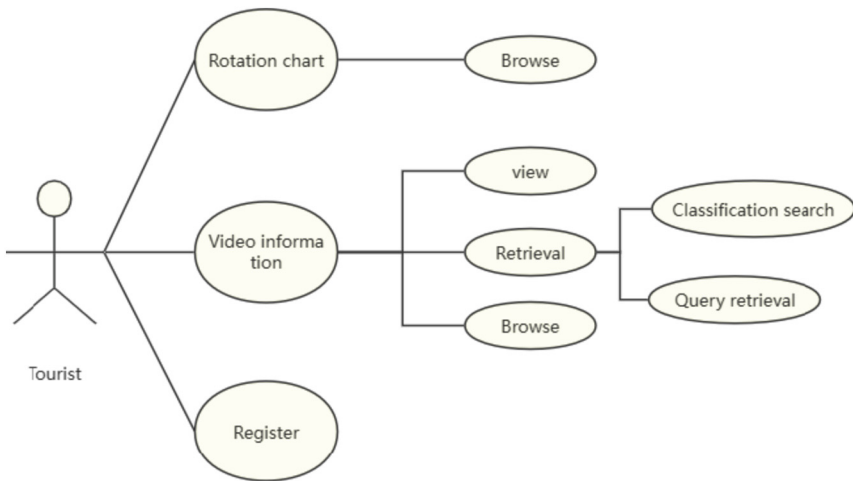 Rotation chart
Browse
view
Classification search
Video informa
tion
Retrieval
Query retrieval
Browse
Tourist
Register